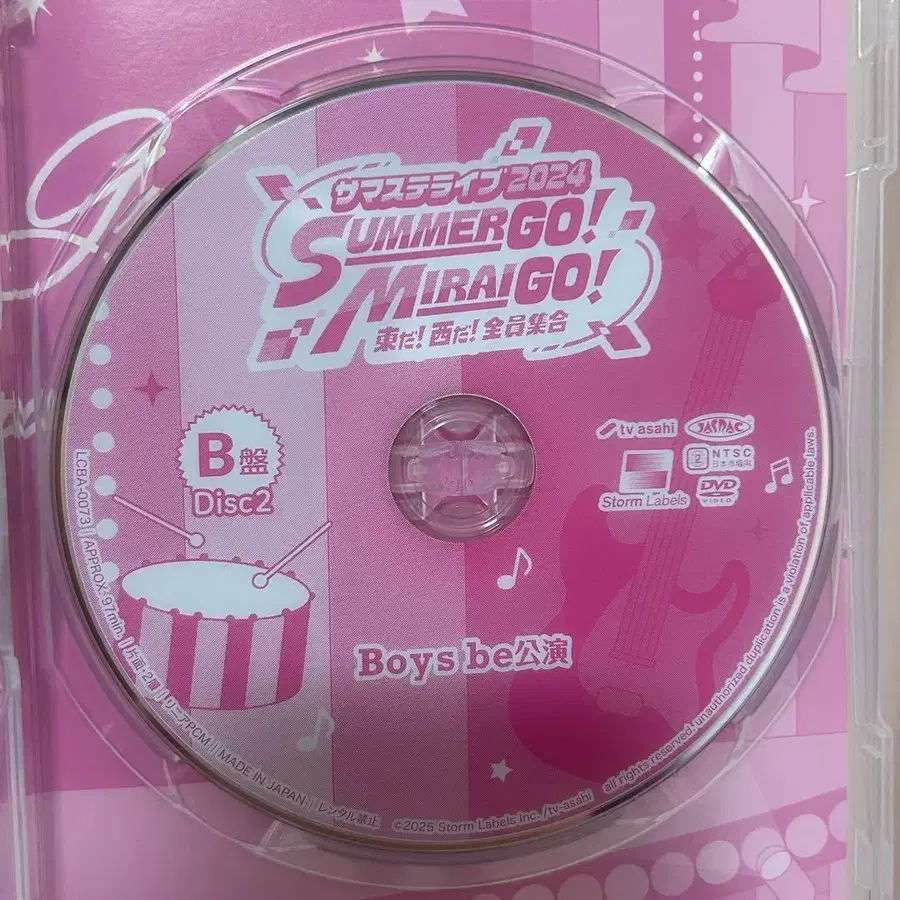 サマステライブ2024
SUMMERGO!
MIRAIGO!
東だ!西だ!全員集合
B盤
Disc2
tv asahi
JASRAC
Storm Labels
2
NTSC
日本市場向
DVD
VIDEO
Boys be公演
LCBA-0073 || APPROX. 97min. || 片面・2層 || リニアPCM || MADE IN JAPAN || レンタル禁止
©2025 Storm Labels Inc. /tv-asahi all rights reserved. unauthorized duplication is a violation of applicable laws.